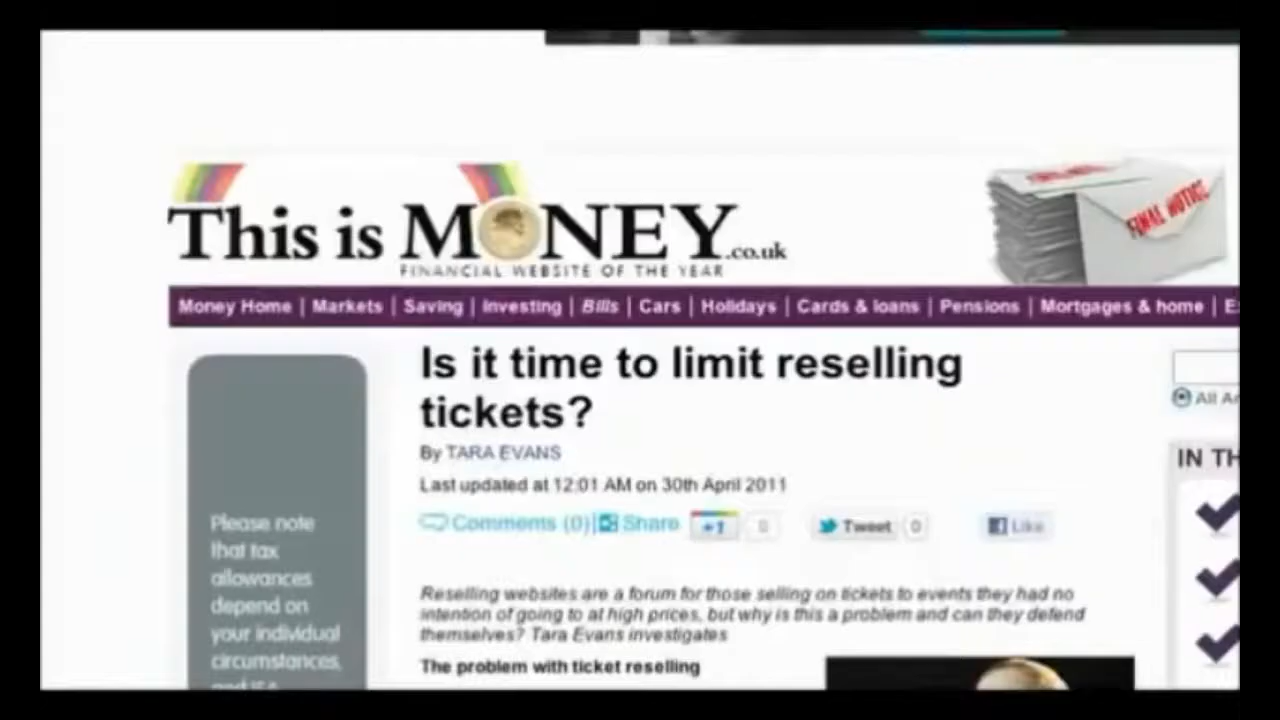 This is MONEY.co.uk
FINANCIAL WEBSITE OF THE YEAR
FINAL NOTICE
Money Home | Markets | Saving | Investing | Bills | Cars | Holidays | Cards & loans | Pensions | Mortgages & home |
Is it time to limit reselling
tickets?
By TARA EVANS
Last updated at 12:01 AM on 30th April 2011
Comments (0) | Share
+1
0
Tweet
0
Like
All
IN
Please note
that tax
allowances
depend on
your individual
circumstances,
Reselling websites are a forum for those selling on tickets to events they had no
intention of going to at high prices, but why is this a problem and can they defend
themselves? Tara Evans investigates
The problem with ticket reselling